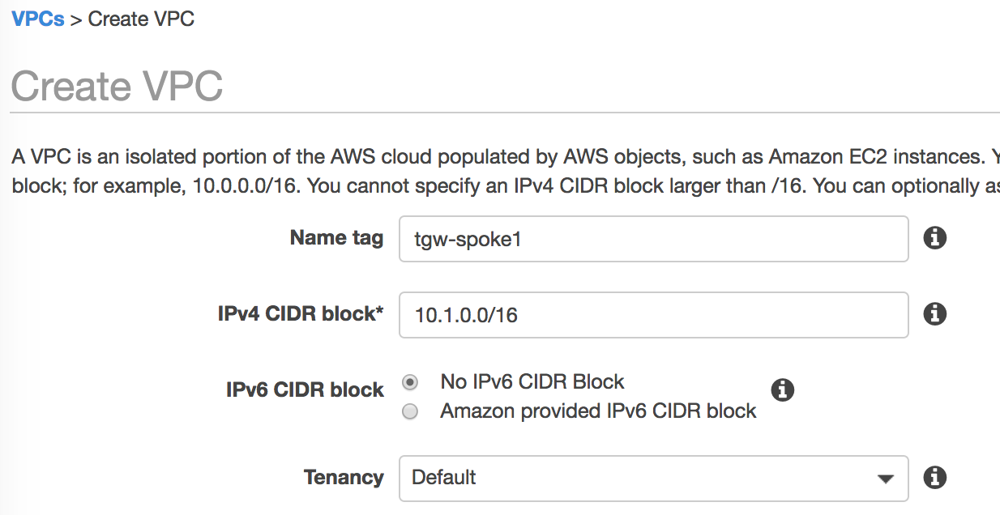 VPCs > Create VPC
Create VPC
A VPC is an isolated portion of the AWS cloud populated by AWS objects, such as Amazon EC2 instances.
block; for example, 10.0.0.0/16. You cannot specify an IPv4 CIDR block larger than /16. You can optionally
Name tag tgw-spoke1
IPv4 CIDR block* 10.1.0.0/16
IPv6 CIDR block No IPv6 CIDR Block
Amazon provided IPv6 CIDR block
Tenancy Default